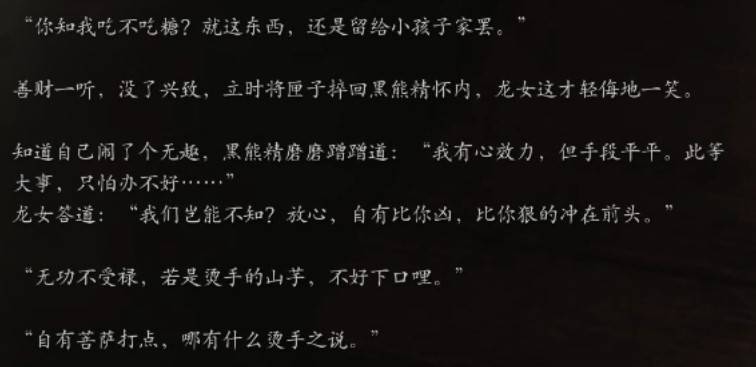 “你知我吃不吃糖？就这东西，还是留给小孩子家罢。”
善财一听，没了兴致，立时将匣子捽回黑熊精怀内，龙女这才轻侮地一笑。
知道自己闹了个无趣，黑熊精磨磨蹭蹭道：“我有心效力，但手段平平。此等
大事，只怕办不好……”
龙女答道：“我们岂能不知？放心，自有比你凶，比你狠的冲在前头。”
“无功不受禄，若是烫手的山芋，不好下口哩。”
“自有菩萨打点，哪有什么烫手之说。”